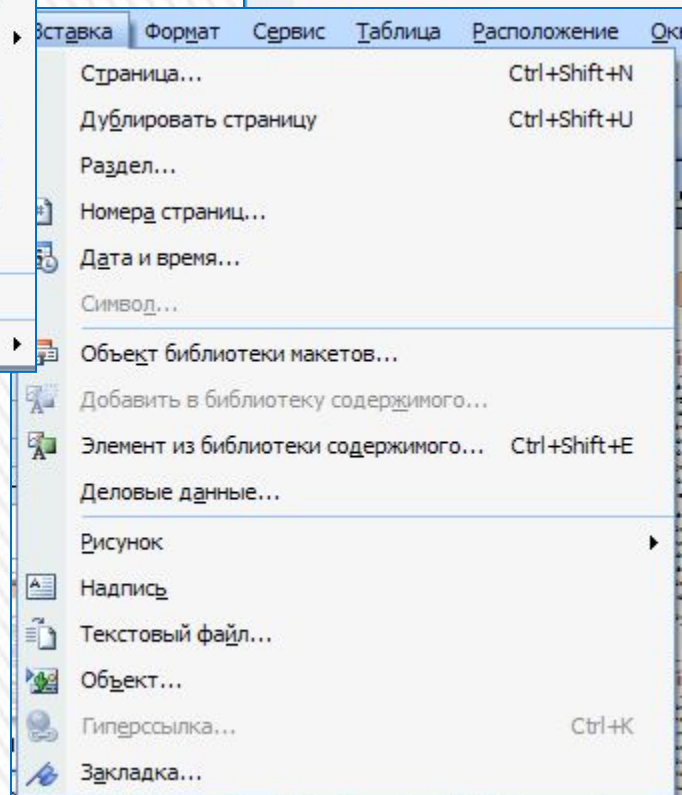 Вставка Формат Сервис Таблица Расположение
Страница... Ctrl+Shift+N
Дублировать страницу Ctrl+Shift+U
Раздел...
Номера страниц...
Дата и время...
Символ...
Объект библиотеки макетов...
Добавить в библиотеку содержимого...
Элемент из библиотеки содержимого... Ctrl+Shift+E
Деловые данные...
Рисунок
Надпись
Текстовый файл...
Объект...
Гиперссылка... Ctrl+K
Закладка...